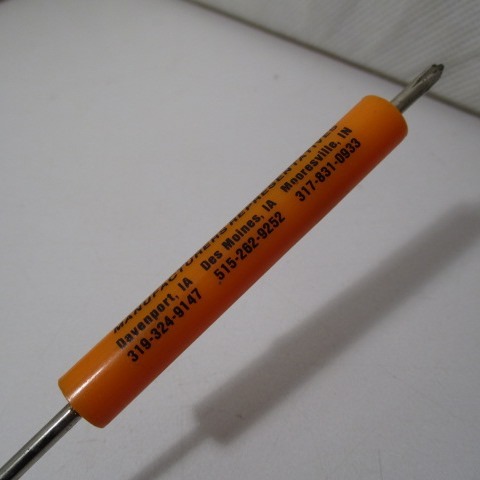 MANUFACTURERS REPRESENTATIVES
Davenport, IA Des Moines, IA Mooresville, IN
319-324-9147 515-262-9252 317-831-0933